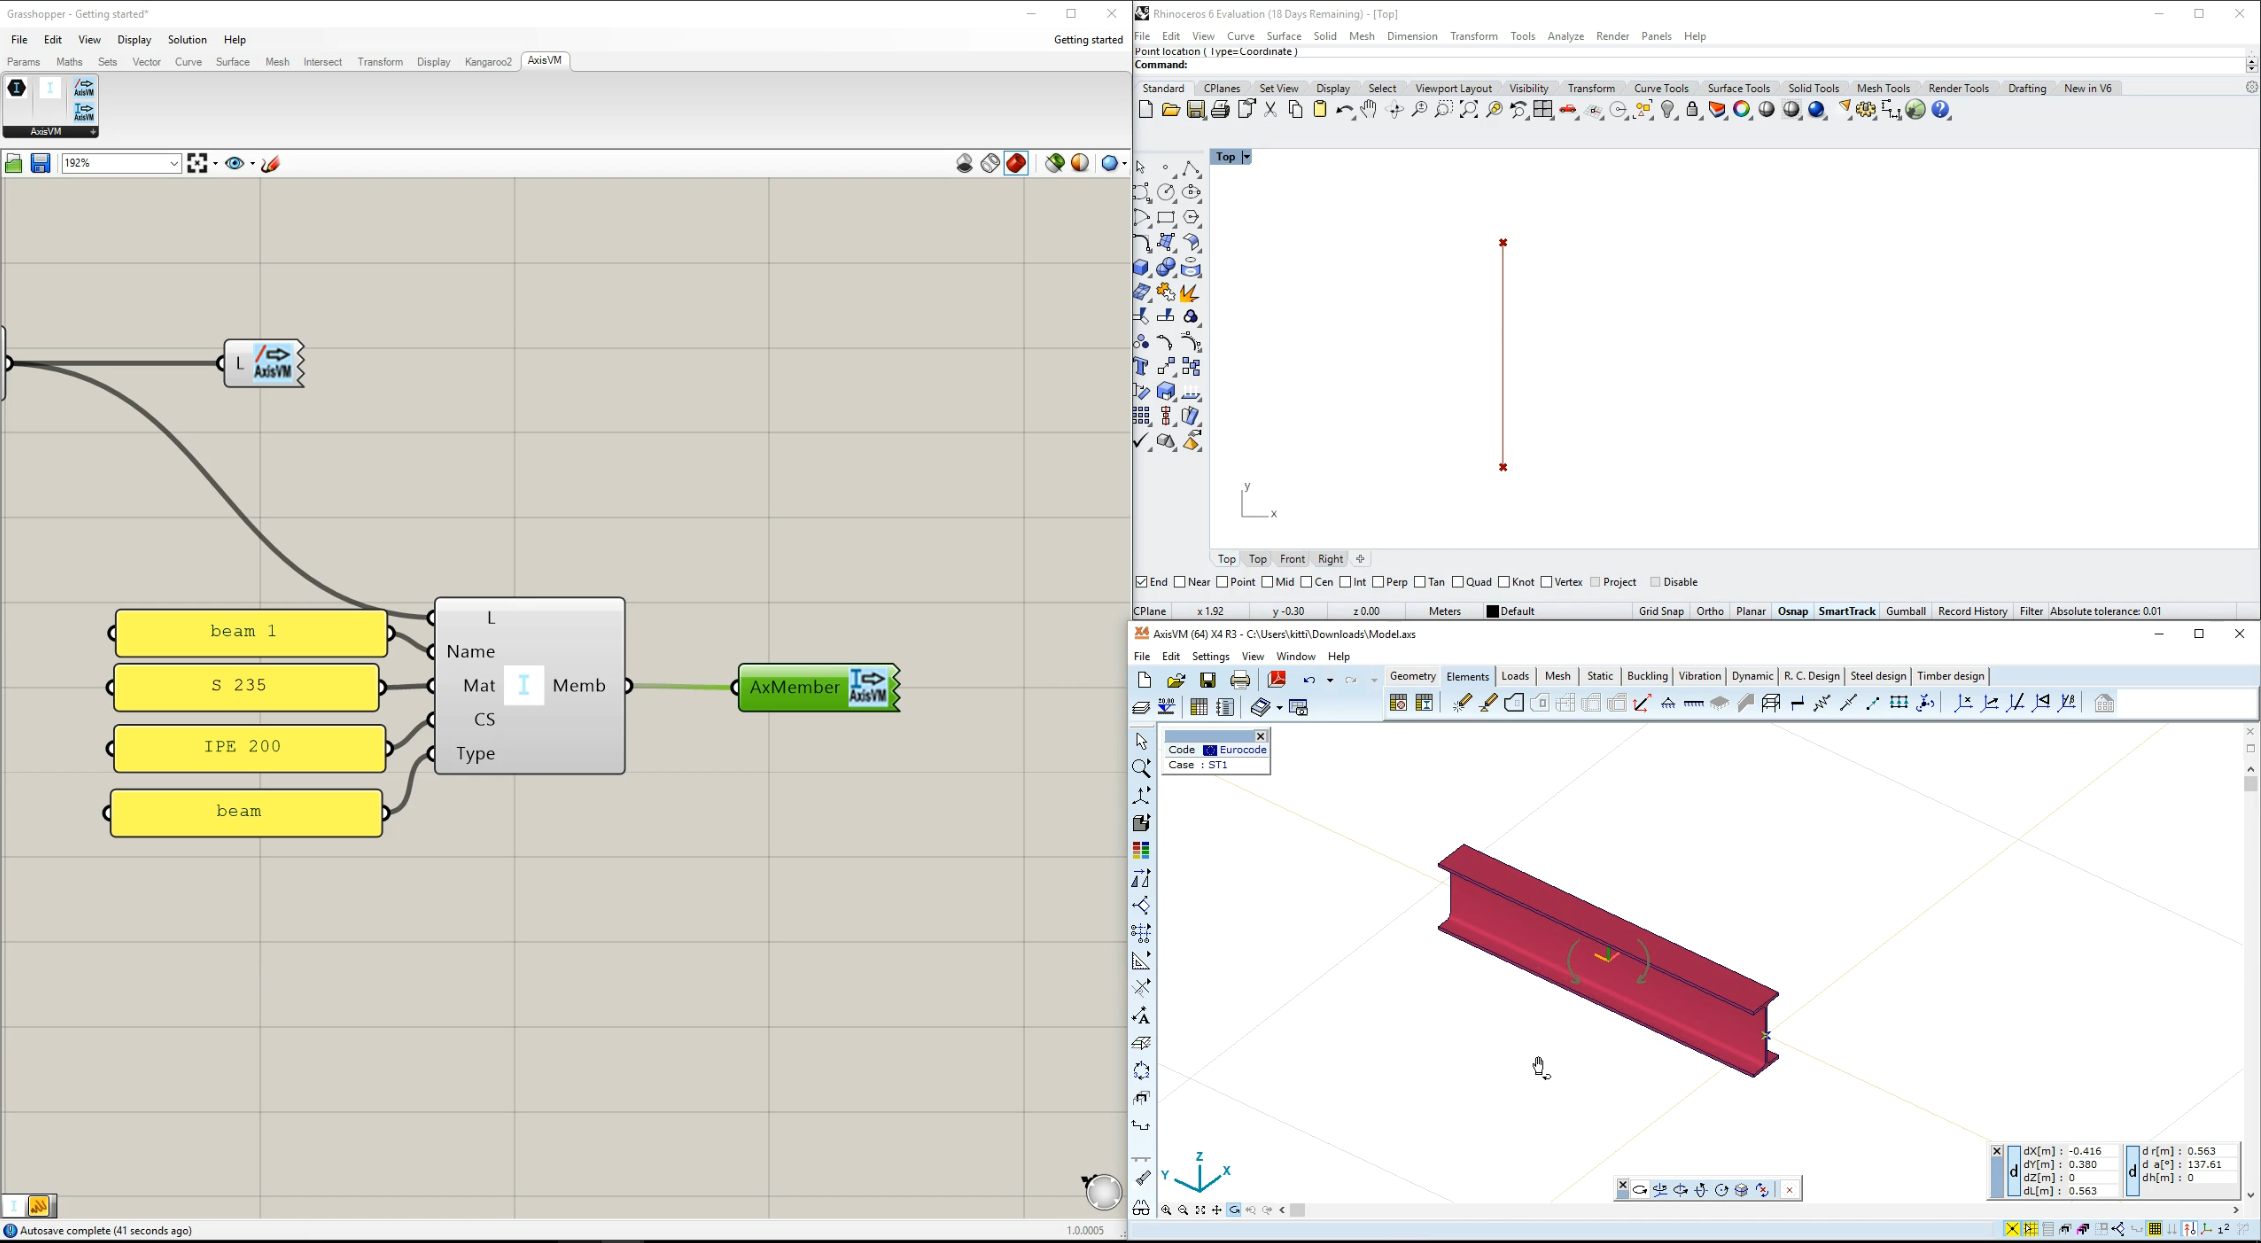 Grasshopper - Getting started*
File Edit View Display Solution Help
Getting started
Params Maths Sets Vector Curve Surface Mesh Intersect Transform Display Kangaroo2 AxisVM
AxisVM
AxisVM
AxisVM
192%
L AxisVM
beam 1
S 235
IPE 200
beam
L
Name
Mat
CS
Type
Memb
AxMember AxisVM
Autosave complete (41 seconds ago)
1.0.0005
Rhinoceros 6 Evaluation (18 Days Remaining) - [Top]
File Edit View Curve Surface Solid Mesh Dimension Transform Tools Analyze Render Panels Help
Point location ( Type=Coordinate )
Command:
Standard CPlanes Set View Display Select Viewport Layout Visibility Transform Curve Tools Surface Tools Solid Tools Mesh Tools Render Tools Drafting New in V6
Top
y
x
Top Top Front Right
End Near Point Mid Cen Int Perp Tan Quad Knot Vertex Project Disable
CPlane x 1.92 y -0.30 z 0.00 Meters Default Grid Snap Ortho Planar Osnap SmartTrack Gumball Record History Filter Absolute tolerance: 0.01
X4 AxisVM (64) X4 R3 - C:\Users\kitti\Downloads\Model.axs
File Edit Settings View Window Help
Geometry Elements Loads Mesh Static Buckling Vibration Dynamic R. C. Design Steel design Timber design
Code Eurocode
Case : ST1
Z
Y X
d
dX[m] : -0.416
dY[m] : 0.380
dZ[m] : 0
dL[m] : 0.563
d
d r[m] : 0.563
d a[°] : 137.61
dh[m] : 0